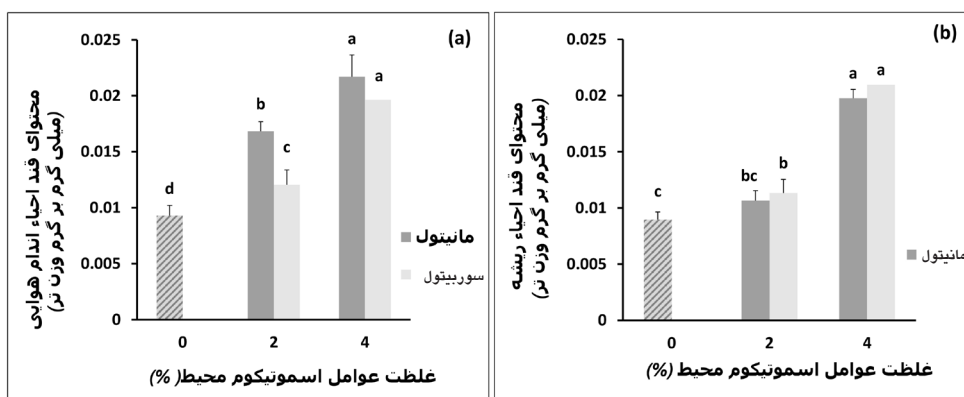 (a)
محتوای قند احیاء اندام هوایی
(میلی گرم بر گرم وزن تر)
0.025
0.02
0.015
0.01
0.005
0
d
b
c
a
a
مانیتول
سوربیتول
0 2 4
غلظت عوامل اسموتیکوم محیط( %)
(b)
محتوای قند احیاء ریشه
(میلی گرم بر گرم وزن تر)
0.025
0.02
0.015
0.01
0.005
0
c
bc
b
a
a
مانیتول
0 2 4
غلظت عوامل اسموتیکوم محیط (%)